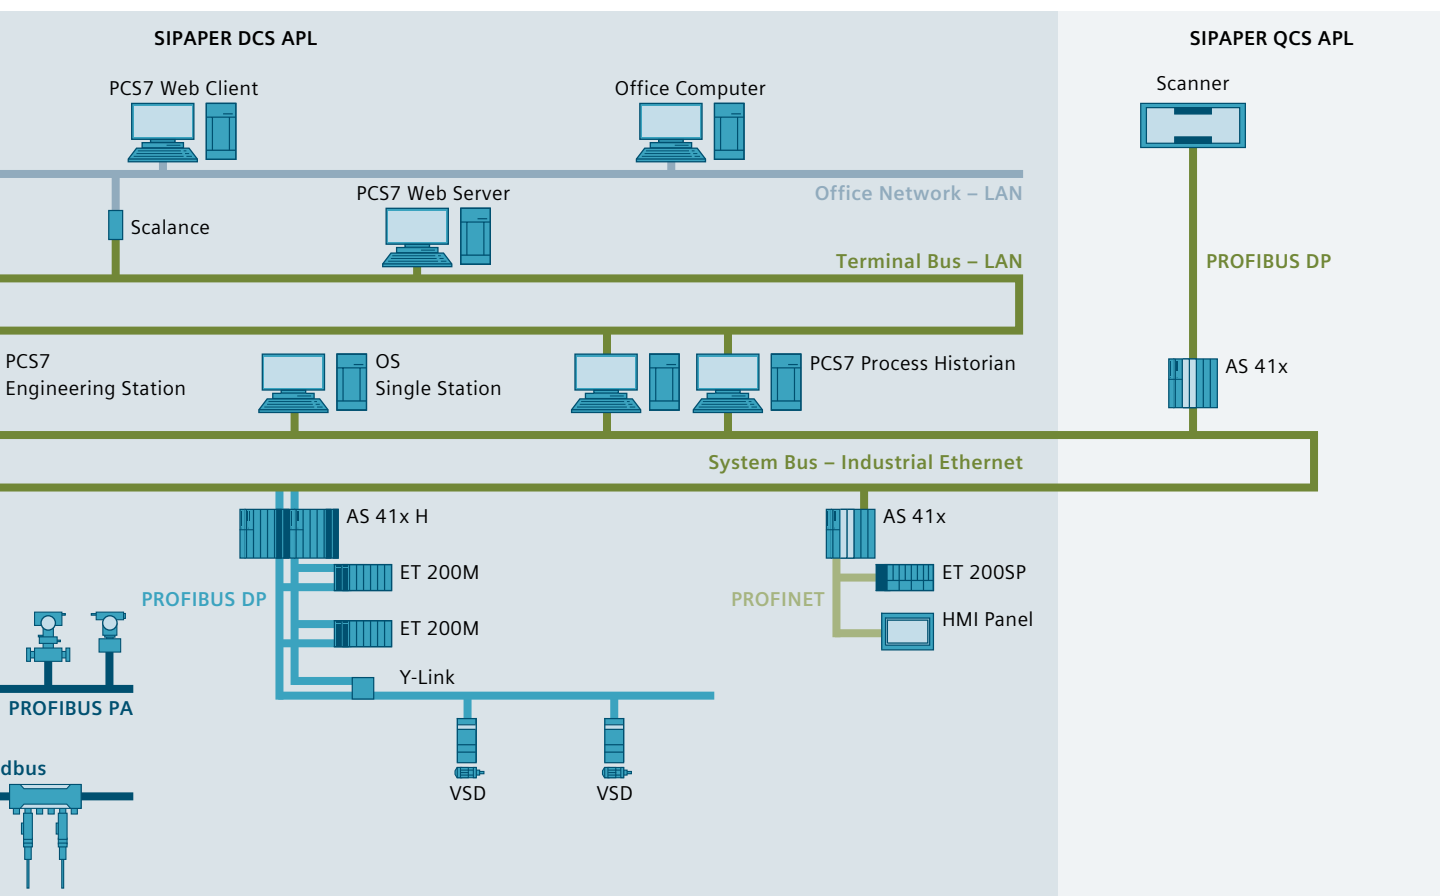 SIPAPER DCS APL
SIPAPER QCS APL
PCS7 Web Client
Office Computer
Scanner
PCS7 Web Server
Office Network – LAN
Scalance
Terminal Bus – LAN
PROFIBUS DP
PCS7
Engineering Station
OS
Single Station
PCS7 Process Historian
AS 41x
System Bus – Industrial Ethernet
AS 41x H
AS 41x
ET 200M
ET 200SP
PROFIBUS DP
PROFINET
HMI Panel
ET 200M
Y-Link
PROFIBUS PA
dbus
VSD
VSD